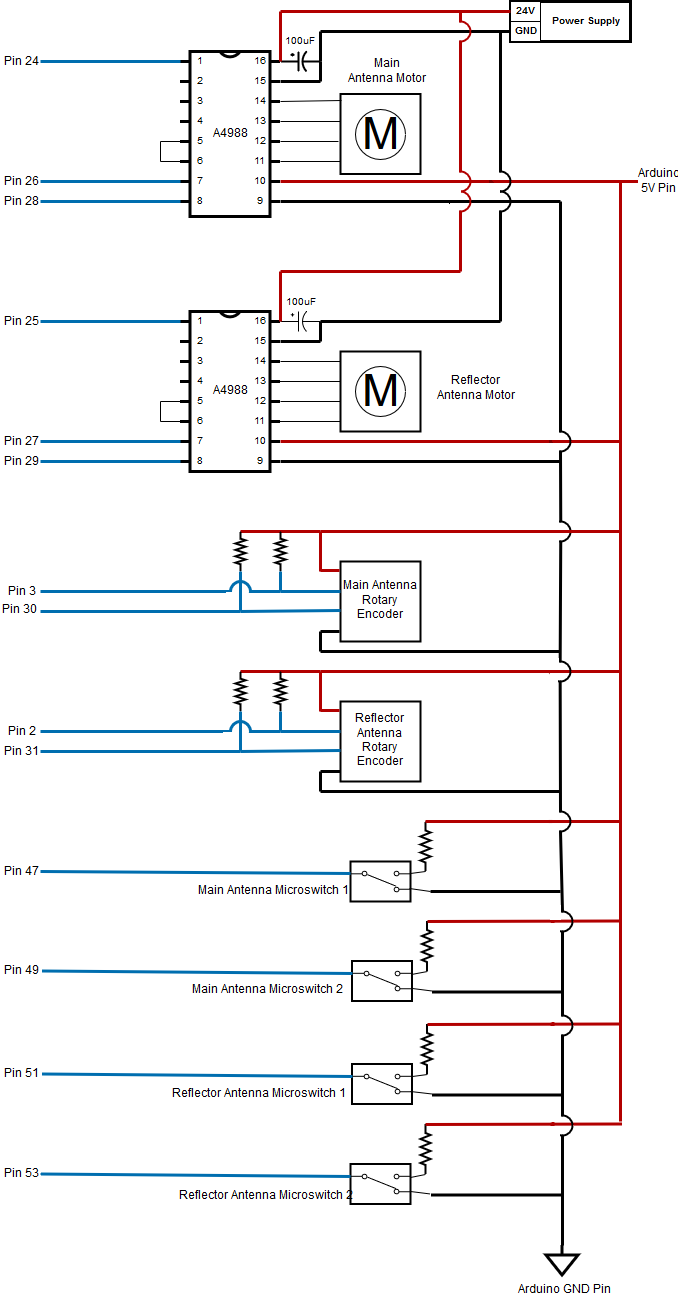 24V
Power Supply
GND
100uF
+
Pin 24
1 16
Main
Antenna Motor
2 15
3 14
4 13
A4988
M
5 12
6 11
Pin 26
7 10
Arduino
5V Pin
Pin 28
8 9
100uF
+
Pin 25
1 16
2 15
3 14
4 13
A4988
M
Reflector
Antenna Motor
5 12
6 11
Pin 27
7 10
Pin 29
8 9
Pin 3
Pin 30
Main Antenna
Rotary
Encoder
Pin 2
Pin 31
Reflector
Antenna
Rotary
Encoder
Pin 47
Main Antenna Microswitch 1
Pin 49
Main Antenna Microswitch 2
Pin 51
Reflector Antenna Microswitch 1
Pin 53
Reflector Antenna Microswitch 2
Arduino GND Pin